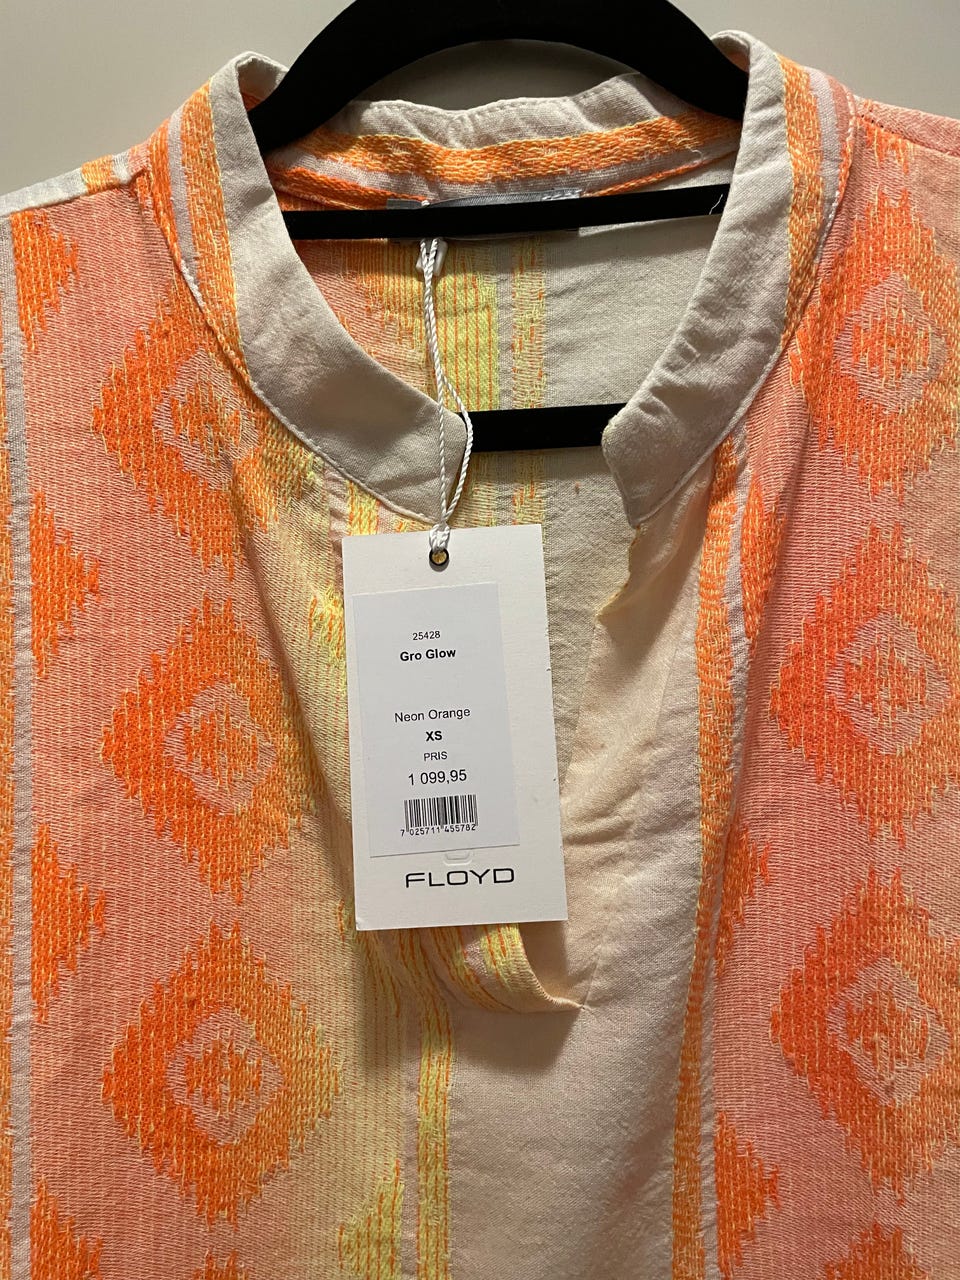 25428
Gro Glow
Neon Orange
XS
PRIS
1 099,95
7 025711 455782
FLOYD